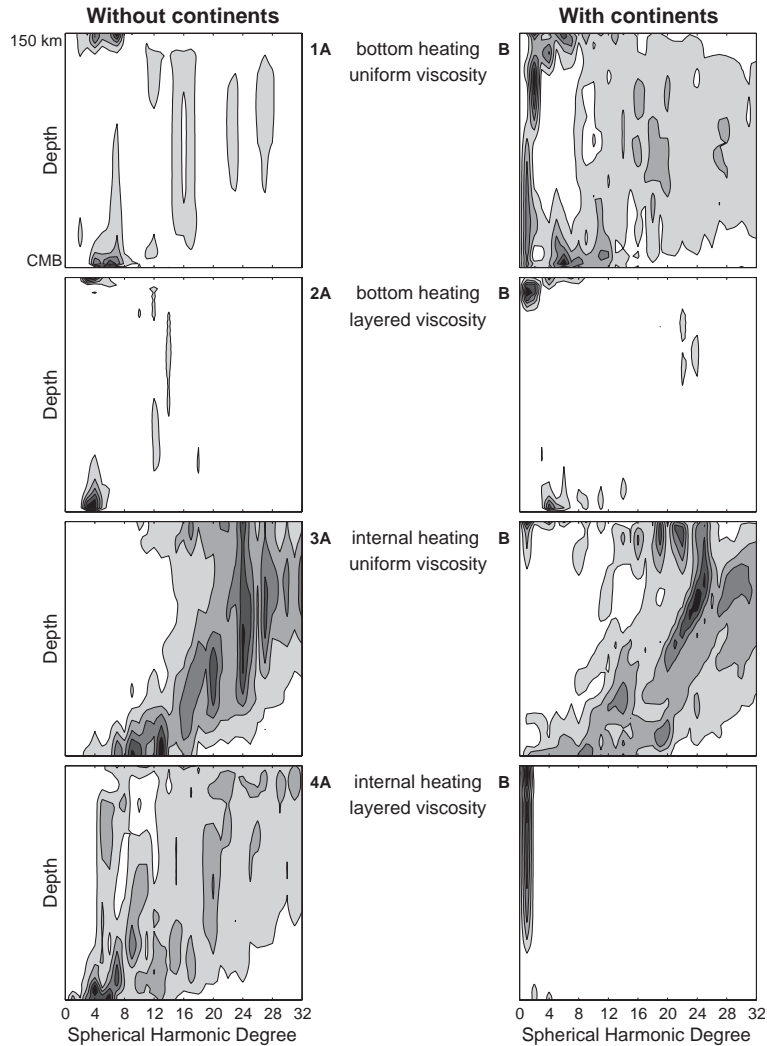 Without continents
With continents
150 km
1A bottom heating B
uniform viscosity
Depth
CMB
2A bottom heating B
layered viscosity
Depth
3A internal heating B
uniform viscosity
Depth
4A internal heating B
layered viscosity
Depth
0 4 8 12 16 20 24 28 32
0 4 8 12 16 20 24 28 32
Spherical Harmonic Degree
Spherical Harmonic Degree